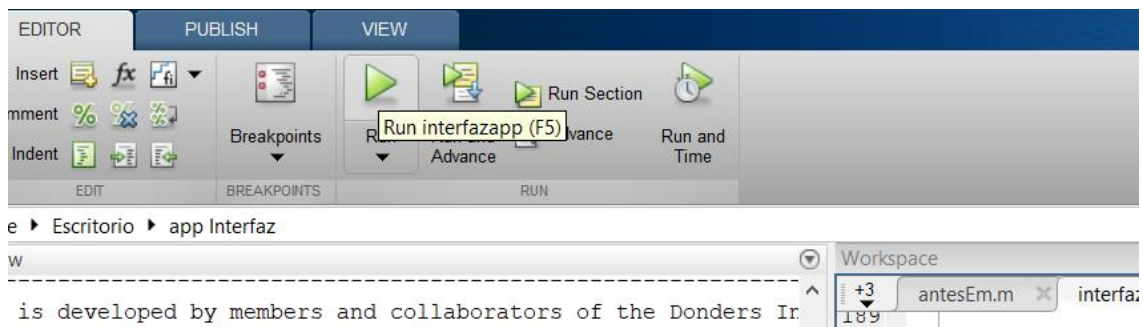 EDITOR PUBLISH VIEW
Insert fx fi
mment % %
Indent
Run Section
Run interfazapp (F5)
Breakpoints
Advance
Run and
Time
EDIT BREAKPOINTS RUN
e ▸ Escritorio ▸ app Interfaz
w
Workspace
+3 antesEm.m interfaz
is developed by members and collaborators of the Donders In
189